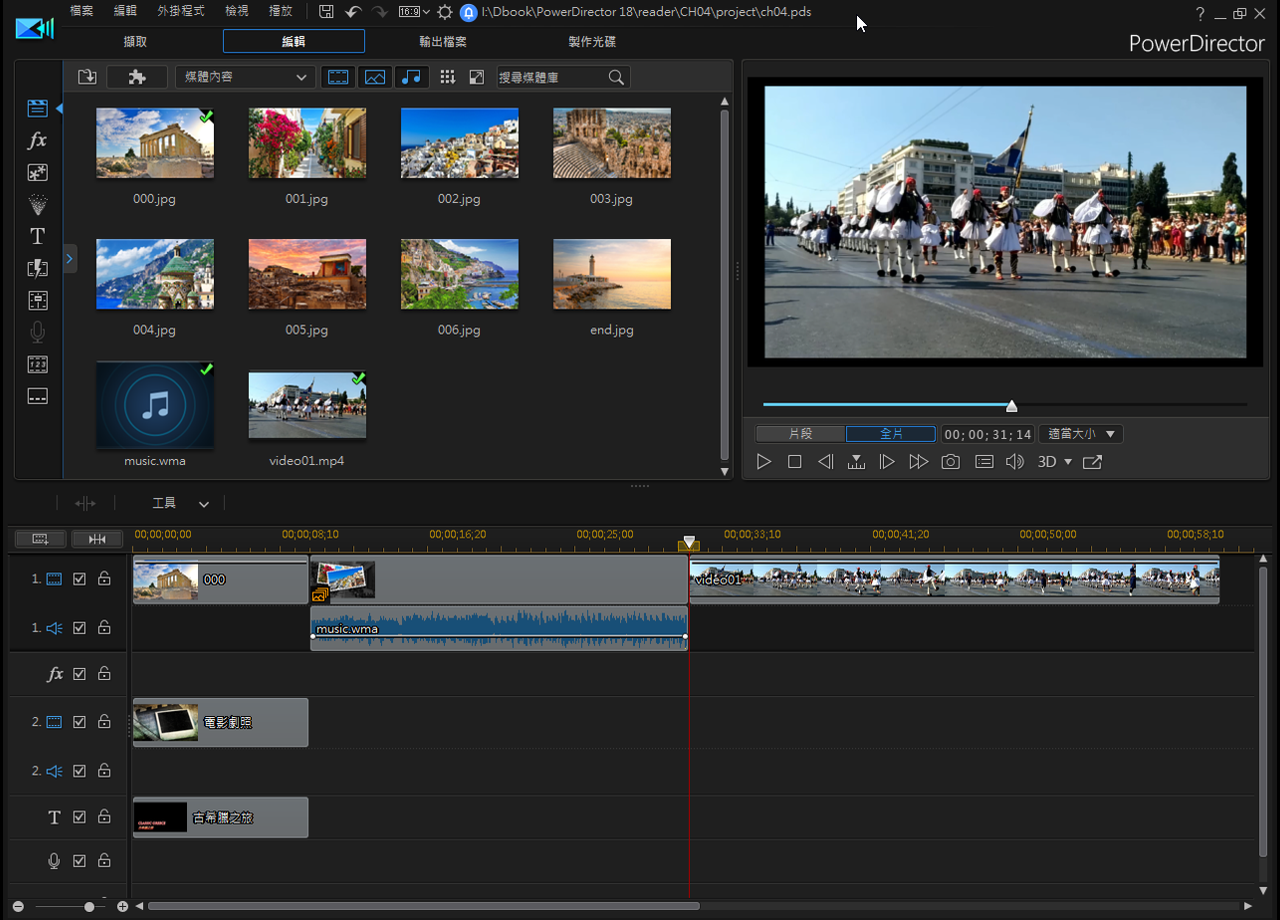 檔案 編輯 外掛程式 檢視 播放 16:9 I:\Dbook\PowerDirector 18\reader\CH04\project\ch04.pds ?
擷取 編輯 輸出檔案 製作光碟 PowerDirector
媒體內容 搜尋媒體庫
fx
T
000.jpg 001.jpg 002.jpg 003.jpg
004.jpg 005.jpg 006.jpg end.jpg
music.wma video01.mp4
片段 全片 00;00;31;14 適當大小
3D
工具
00;00;00;00 00;00;08;10 00;00;16;20 00;00;25;00 00;00;33;10 00;00;41;20 00;00;50;00 00;00;58;10
1. 000 video01
1. music.wma
fx
2. 電影劇照
2.
T CLASSIC GREECE 古希臘之旅